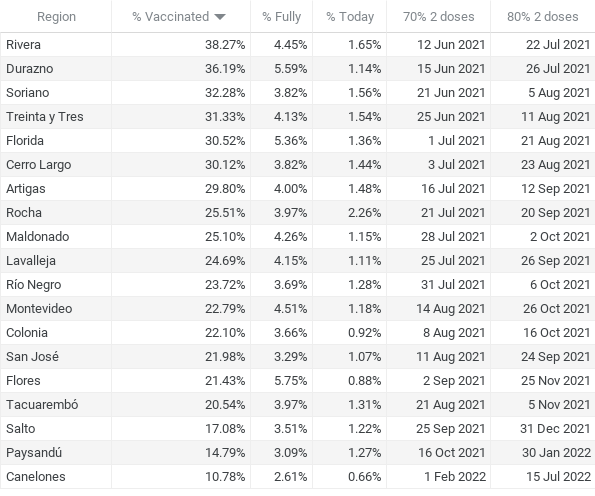 Region % Vaccinated % Fully % Today 70% 2 doses 80% 2 doses
Rivera 38.27% 4.45% 1.65% 12 Jun 2021 22 Jul 2021
Durazno 36.19% 5.59% 1.14% 15 Jun 2021 26 Jul 2021
Soriano 32.28% 3.82% 1.56% 21 Jun 2021 5 Aug 2021
Treinta y Tres 31.33% 4.13% 1.54% 25 Jun 2021 11 Aug 2021
Florida 30.52% 5.36% 1.36% 1 Jul 2021 21 Aug 2021
Cerro Largo 30.12% 3.82% 1.44% 3 Jul 2021 23 Aug 2021
Artigas 29.80% 4.00% 1.48% 16 Jul 2021 12 Sep 2021
Rocha 25.51% 3.97% 2.26% 21 Jul 2021 20 Sep 2021
Maldonado 25.10% 4.26% 1.15% 28 Jul 2021 2 Oct 2021
Lavalleja 24.69% 4.15% 1.11% 25 Jul 2021 26 Sep 2021
Río Negro 23.72% 3.69% 1.28% 31 Jul 2021 6 Oct 2021
Montevideo 22.79% 4.51% 1.18% 14 Aug 2021 26 Oct 2021
Colonia 22.10% 3.66% 0.92% 8 Aug 2021 16 Oct 2021
San José 21.98% 3.29% 1.07% 11 Aug 2021 24 Sep 2021
Flores 21.43% 5.75% 0.88% 2 Sep 2021 25 Nov 2021
Tacuarembó 20.54% 3.97% 1.31% 21 Aug 2021 5 Nov 2021
Salto 17.08% 3.51% 1.22% 25 Sep 2021 31 Dec 2021
Paysandú 14.79% 3.09% 1.27% 16 Oct 2021 30 Jan 2022
Canelones 10.78% 2.61% 0.66% 1 Feb 2022 15 Jul 2022